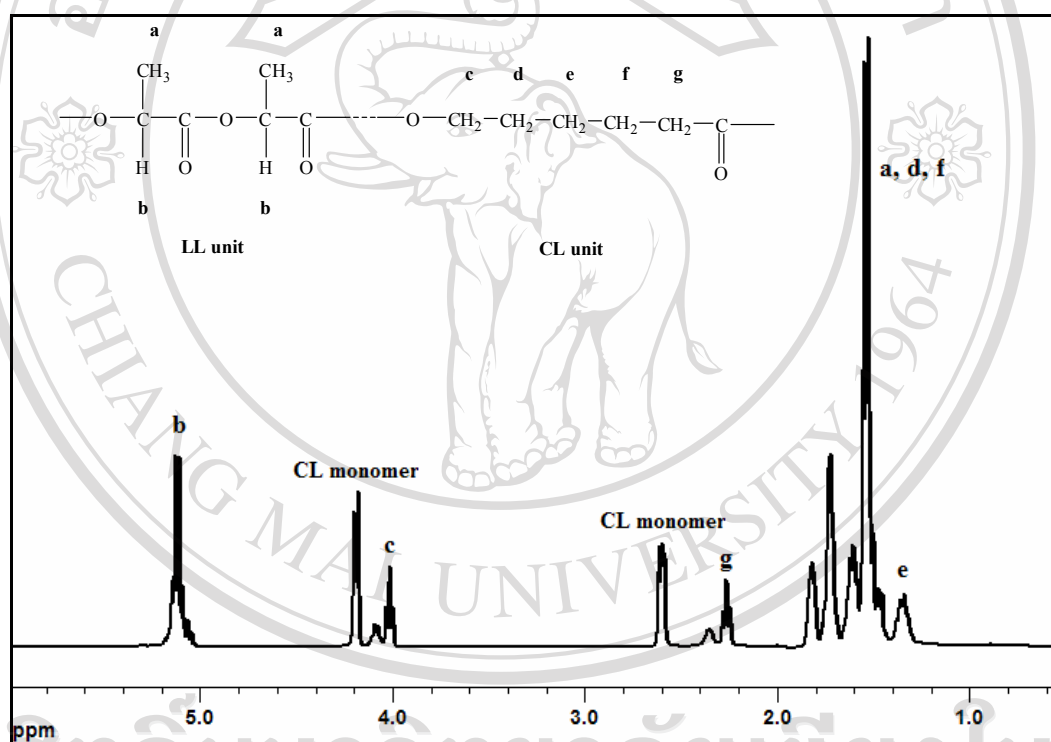 a a
CH3 CH3 c d e f g
O C C O C C O CH2 CH2 CH2 CH2 CH2 C
H O H O O
b b
LL unit CL unit
a, d, f
b
CL monomer
c
CL monomer
g
e
CHIANG MAI UNIVERSITY 1964
5.0 4.0 3.0 2.0 1.0
ppm